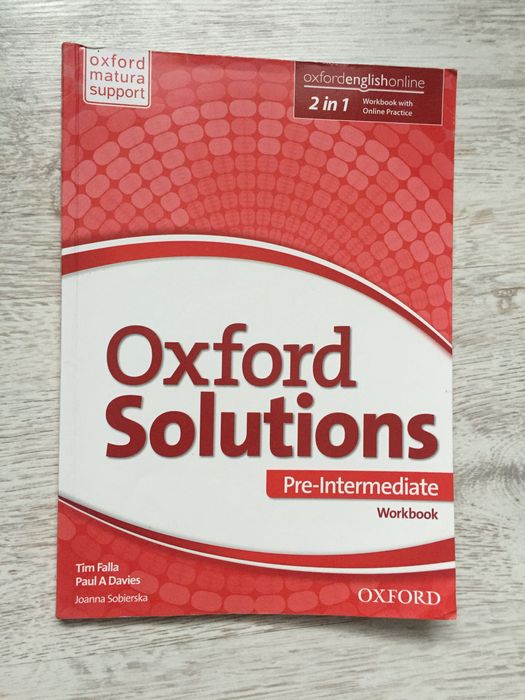 oxford
matura
support
oxfordenglishonline
2 in 1
Workbook with
Online Practice
Oxford
Solutions
Pre-Intermediate
Workbook
Tim Falla
Paul A Davies
Joanna Sobierska
OXFORD